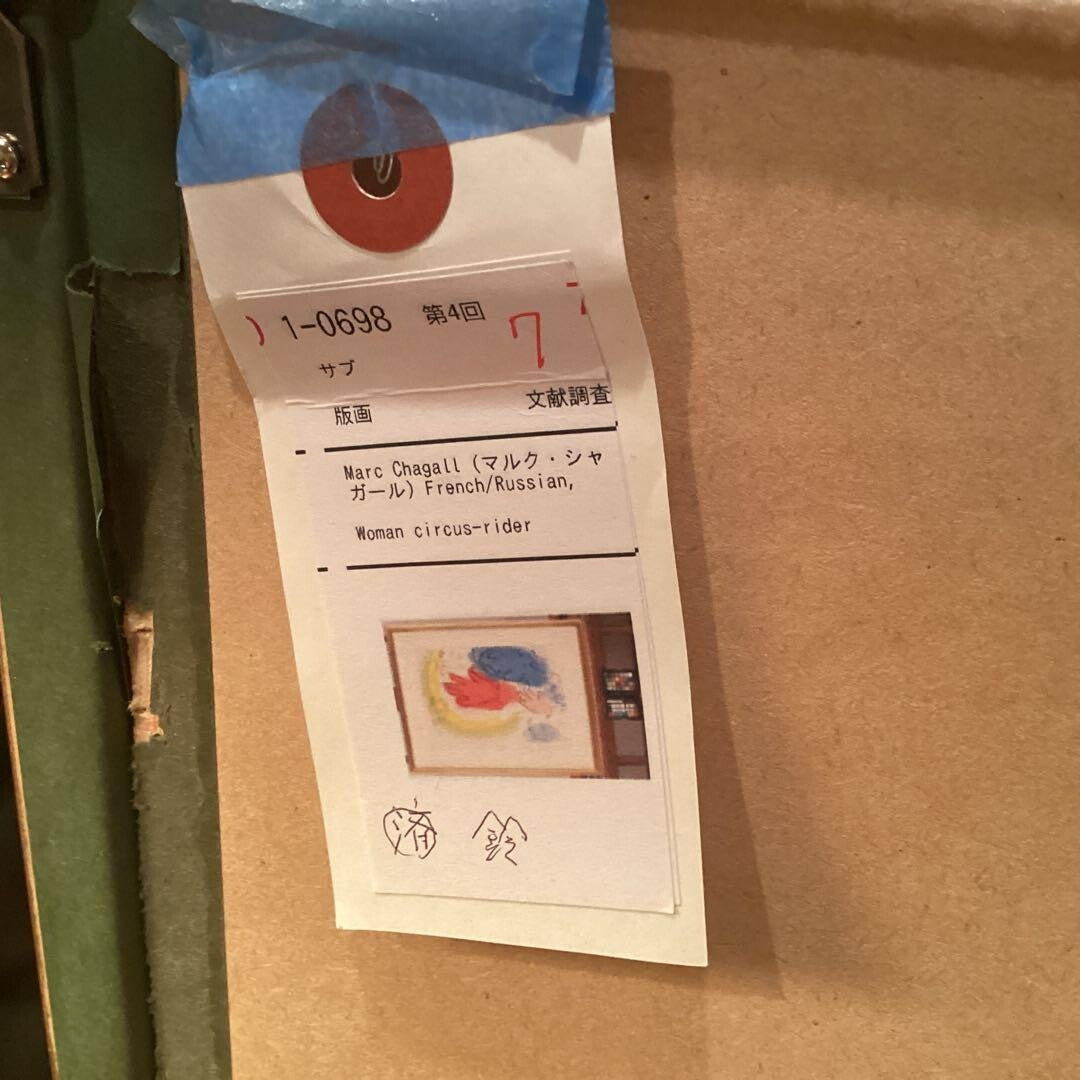 1-0698 第4回 7
サブ
版画 文献調査
Marc Chagall (マルク・シャ
ガール) French/Russian,
Woman circus-rider
済 鈴